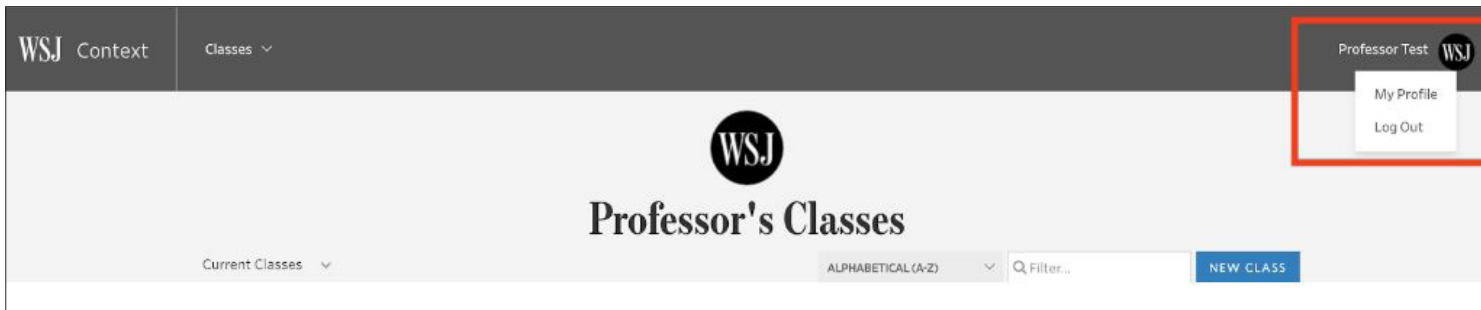 WSJ Context Classes Professor Test WSJ
My Profile
Log Out
WSJ
Professor's Classes
Current Classes ALPHABETICAL (A-Z) Filter... NEW CLASS